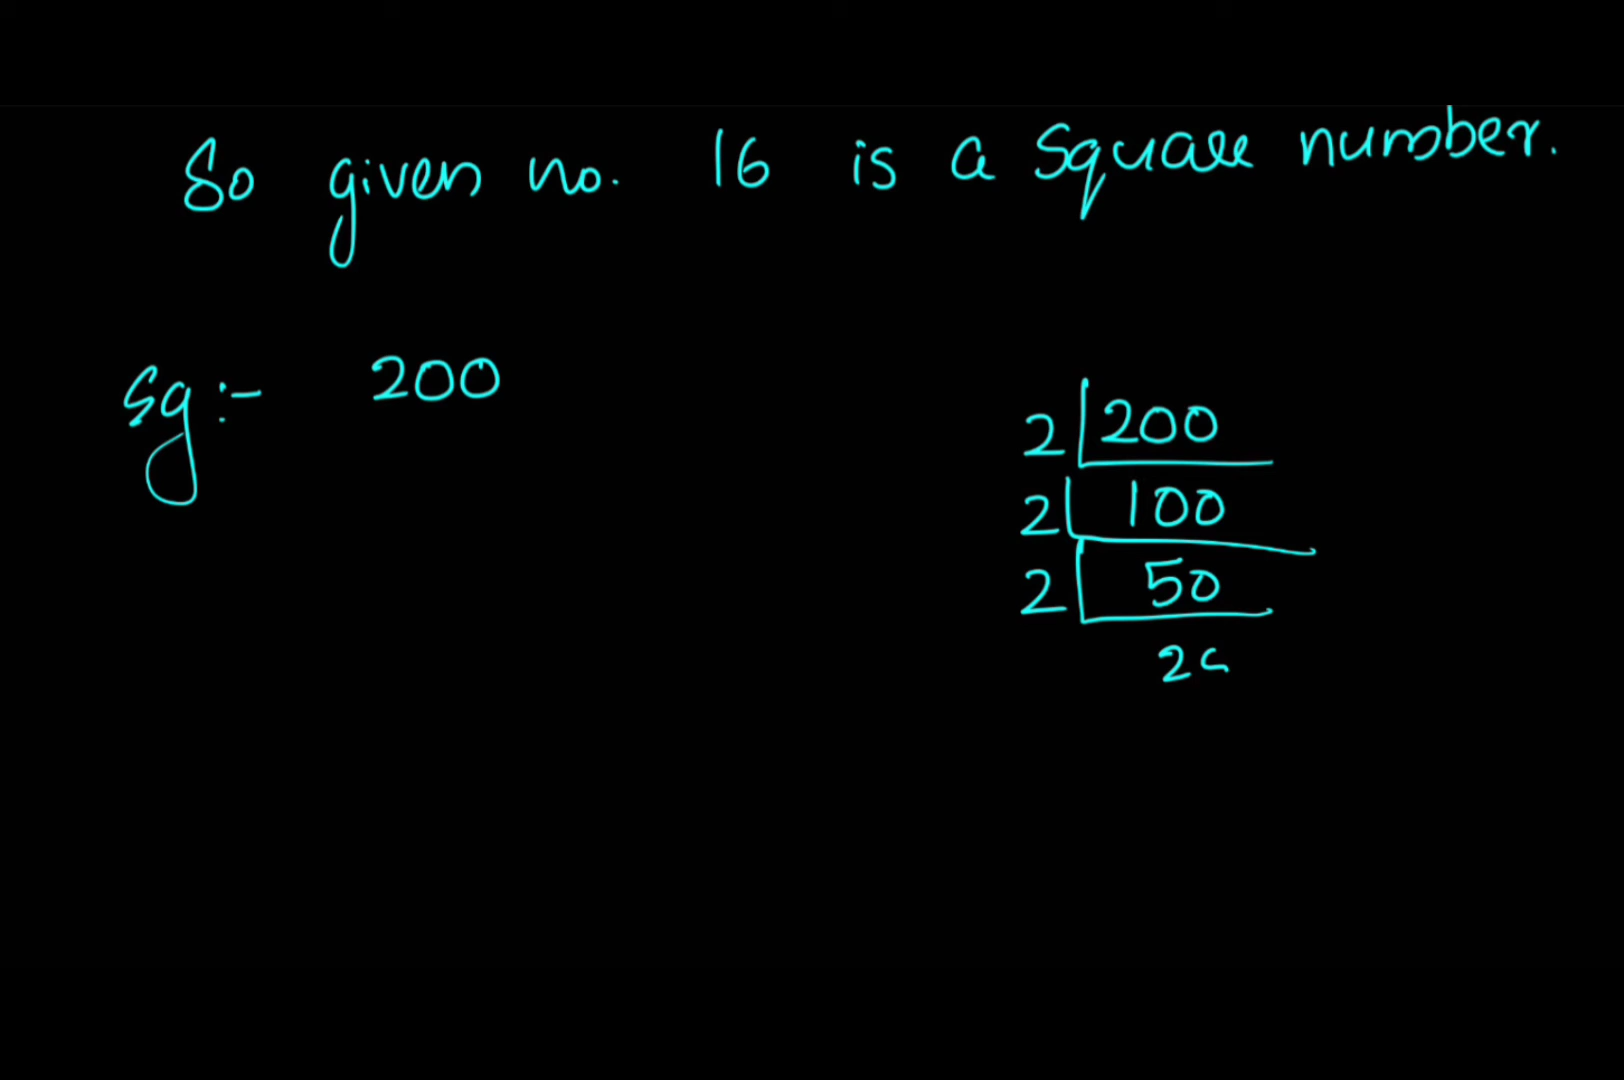 So given no. 16 is a Square number.
Eg:- 200
2 | 200
2 | 100
2 | 50